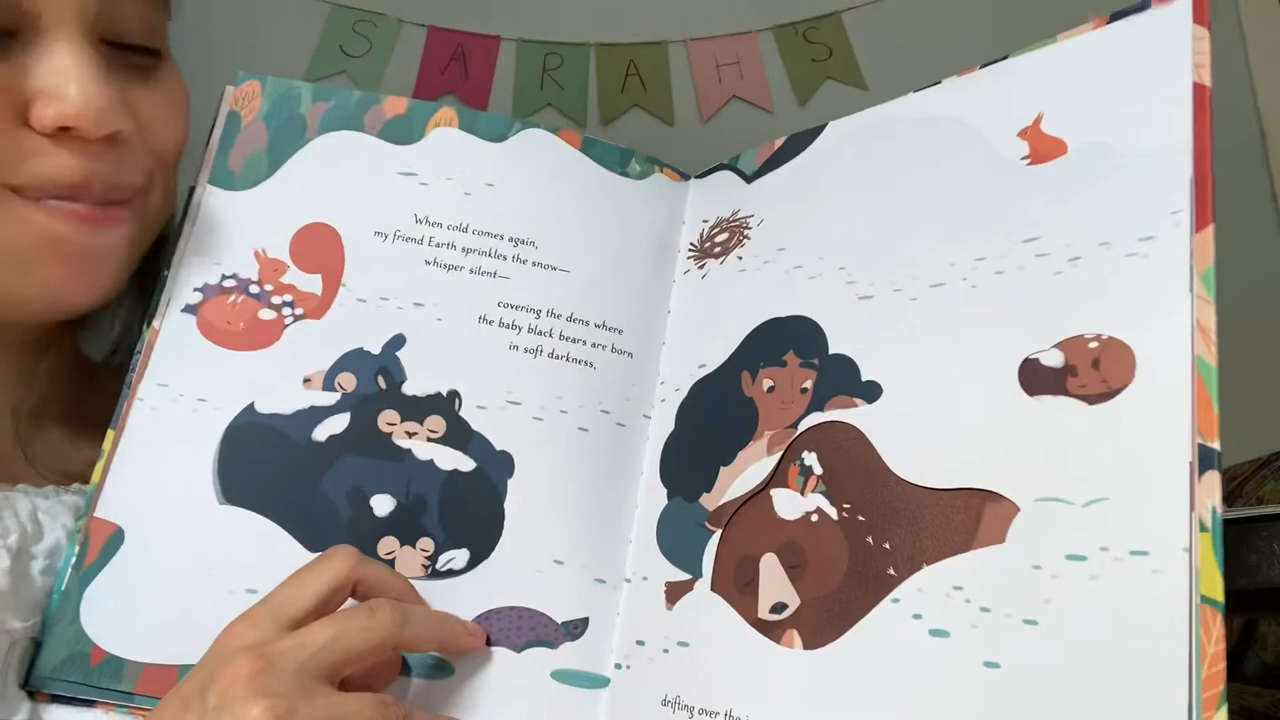 SARAH'S
When cold comes again,
my friend Earth sprinkles the snow—
whisper silent—
covering the dens where
the baby black bears are born
in soft darkness,
drifting over the